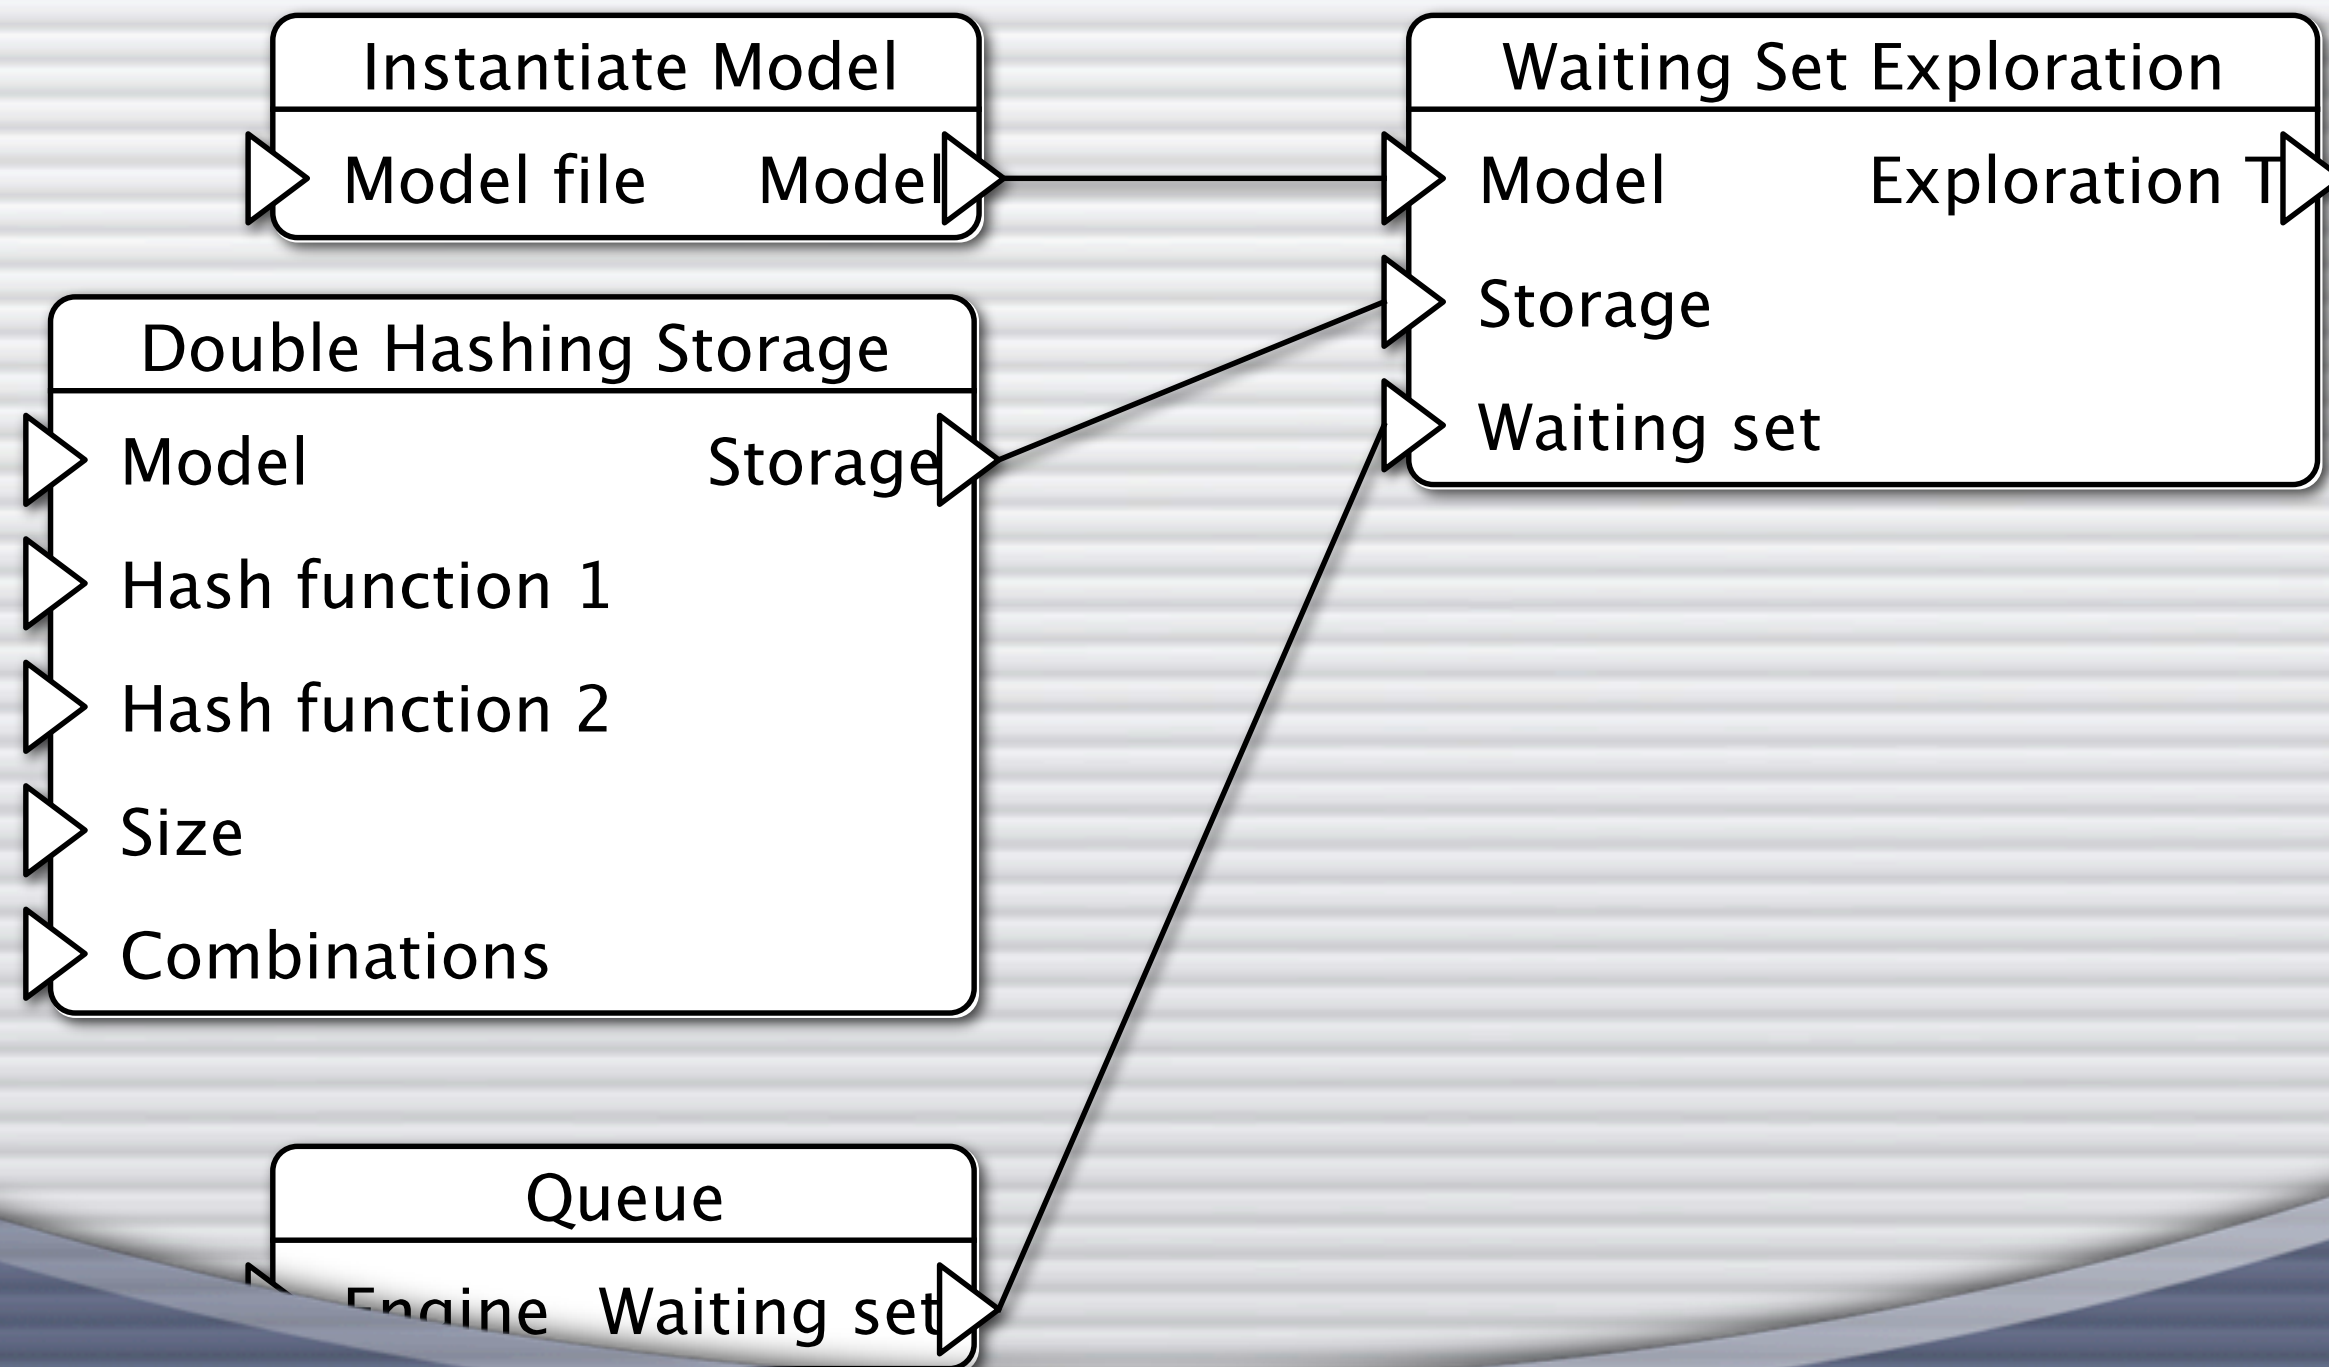 Instantiate Model
Model file Model
Waiting Set Exploration
Model Exploration T
Storage
Waiting set
Double Hashing Storage
Model Storage
Hash function 1
Hash function 2
Size
Combinations
Queue
Engine Waiting set